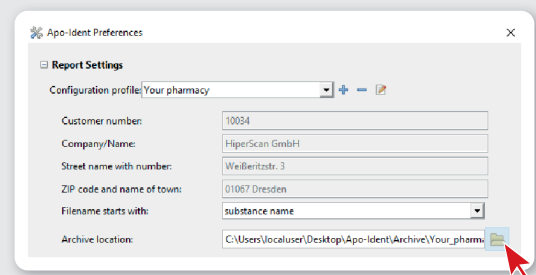 Apo-Ident Preferences
Report Settings
Configuration profile: Your pharmacy
Customer number: 10034
Company/Name: HiperScan GmbH
Street name with number: Weißeritzstr. 3
ZIP code and name of town: 01067 Dresden
Filename starts with: substance name
Archive location: C:\Users\localuser\Desktop\Apo-Ident\Archive\Your_pharma